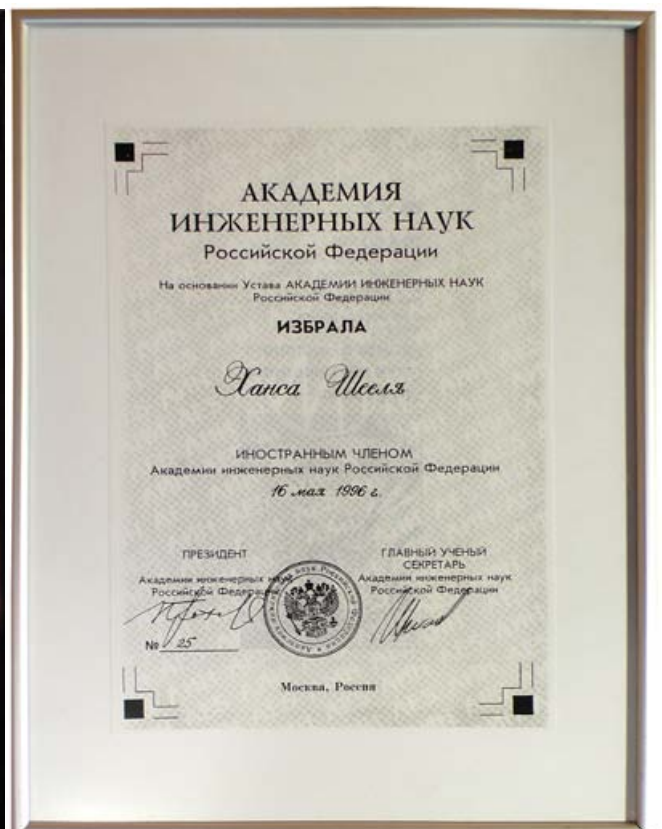 АКАДЕМИЯ
ИНЖЕНЕРНЫХ НАУК
Российской Федерации
На основании Устава АКАДЕМИИ ИНЖЕНЕРНЫХ НАУК
Российской Федерации
ИЗБРАЛА
Ханса Шееля
ИНОСТРАННЫМ ЧЛЕНОМ
Академии инженерных наук Российской Федерации
16 мая 1996 г.
ПРЕЗИДЕНТ
Академии инженерных наук
Российской Федерации
ГЛАВНЫЙ УЧЕНЫЙ
СЕКРЕТАРЬ
Академии инженерных наук
Российской Федерации
№ 25
Москва, Россия